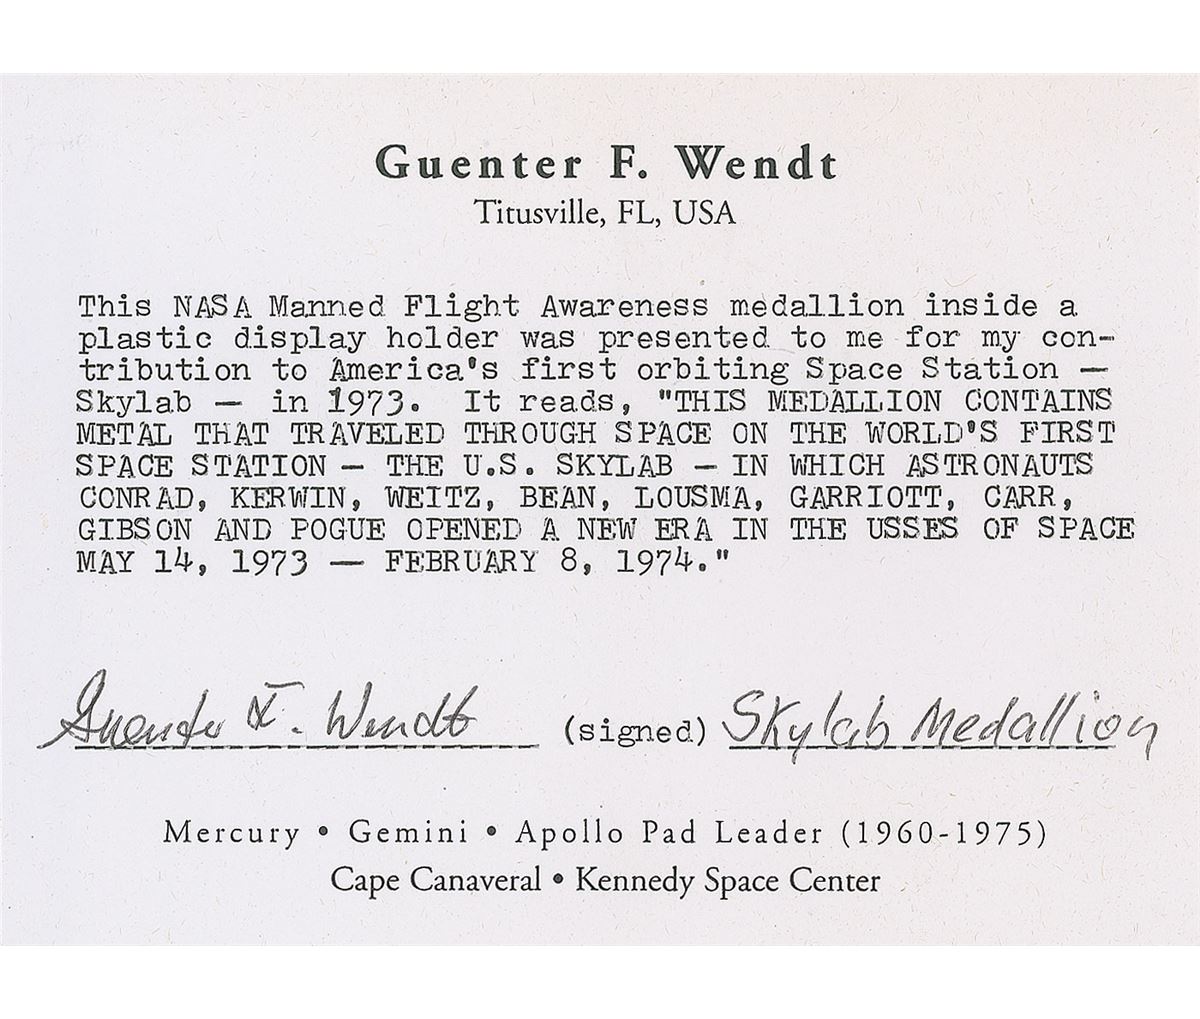 Guenter F. Wendt
Titusville, FL, USA
This NASA Manned Flight Awareness medallion inside a
plastic display holder was presented to me for my con-
tribution to America's first orbiting Space Station —
Skylab — in 1973. It reads, "THIS MEDALLION CONTAINS
METAL THAT TRAVELED THROUGH SPACE ON THE WORLD'S FIRST
SPACE STATION — THE U.S. SKYLAB — IN WHICH ASTRONAUTS
CONRAD, KERWIN, WEITZ, BEAN, LOUSMA, GARRIOTT, CARR,
GIBSON AND POGUE OPENED A NEW ERA IN THE USSES OF SPACE
MAY 14, 1973 — FEBRUARY 8, 1974."
Guenter F. Wendt (signed) Skylab Medallion
Mercury • Gemini • Apollo Pad Leader (1960-1975)
Cape Canaveral • Kennedy Space Center